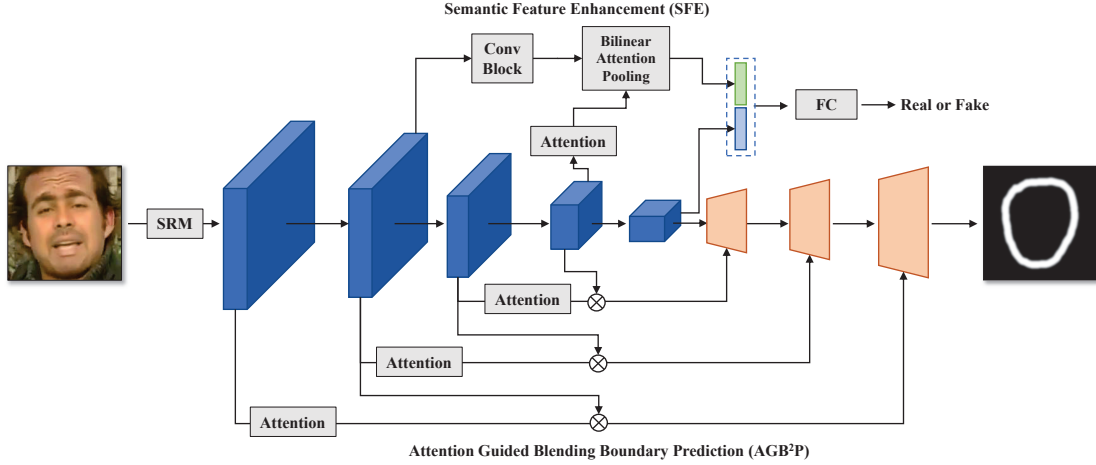 Semantic Feature Enhancement (SFE)
Conv
Block
Bilinear
Attention
Pooling
FC
Real or Fake
Attention
SRM
Attention
Attention
Attention
Attention Guided Blending Boundary Prediction (AGB²P)